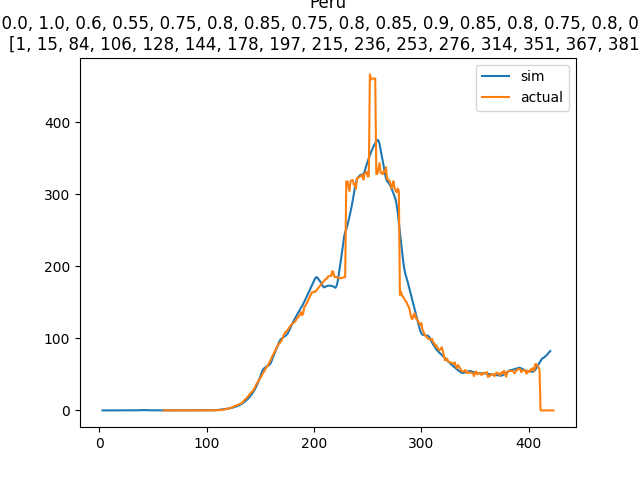 Peru
0.0, 1.0, 0.6, 0.55, 0.75, 0.8, 0.85, 0.75, 0.8, 0.85, 0.9, 0.85, 0.8, 0.75, 0.8, 0
[1, 15, 84, 106, 128, 144, 178, 197, 215, 236, 253, 276, 314, 351, 367, 381
sim
actual
400
300
200
100
0
0 100 200 300 400